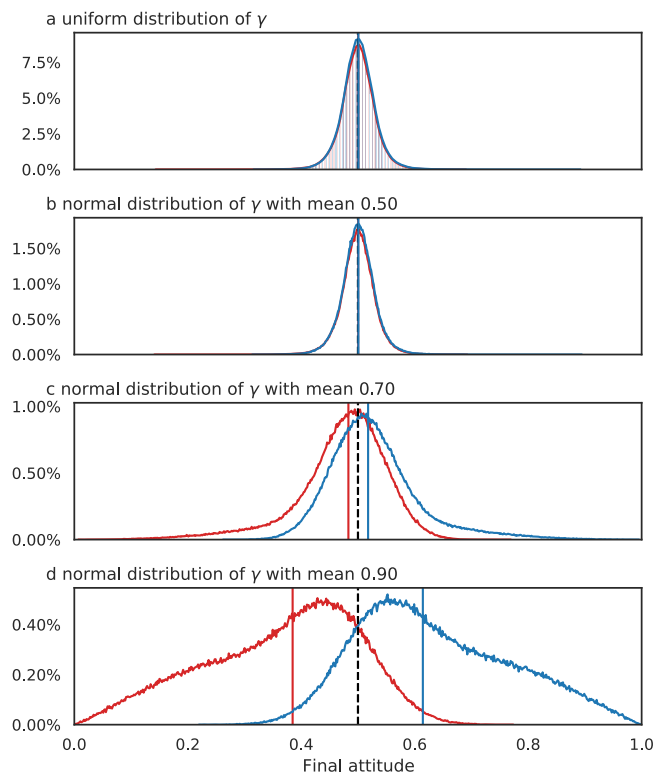 a uniform distribution of γ
7.5%
5.0%
2.5%
0.0%
b normal distribution of γ with mean 0.50
1.50%
1.00%
0.50%
0.00%
c normal distribution of γ with mean 0.70
1.00%
0.50%
0.00%
d normal distribution of γ with mean 0.90
0.40%
0.20%
0.00%
0.0 0.2 0.4 0.6 0.8 1.0
Final attitude